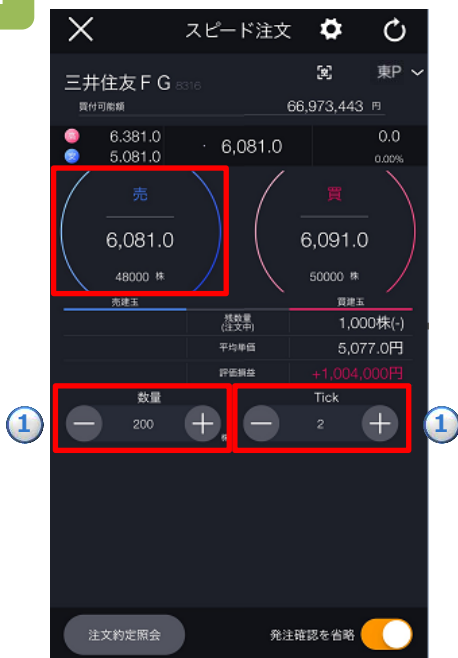 スピード注文
三井住友ＦＧ 8316
東P
買付可能額 66,973,443 円
6.381.0
5.081.0
6,081.0
0.0
0.00%
売
6,081.0
48000 株
買
6,091.0
50000 株
売建玉
買建玉
残数量
(注文中)
1,000株(-)
平均単価 5,077.0円
評価損益 +1,004,000円
数量
200
株
Tick
2
1
1
注文約定照会
発注確認を省略